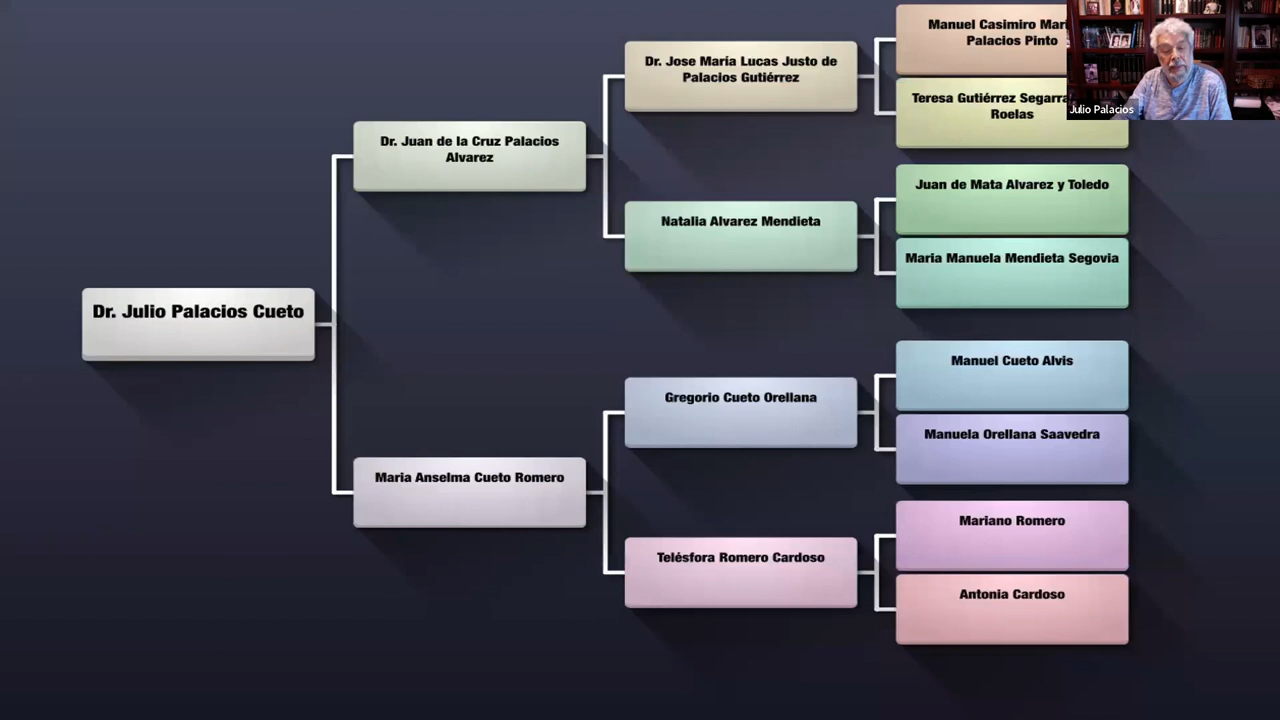 Dr. Julio Palacios Cueto
Dr. Juan de la Cruz Palacios
Alvarez
Maria Anselma Cueto Romero
Dr. Jose María Lucas Justo de
Palacios Gutiérrez
Natalia Alvarez Mendieta
Gregorio Cueto Orellana
Telésfora Romero Cardoso
Manuel Casimiro
Palacios Pinto
Teresa Gutiérrez
Roelas
Juan de Mata Alvarez y Toledo
Maria Manuela Mendieta Segovia
Manuel Cueto Alvis
Manuela Orellana Saavedra
Mariano Romero
Antonia Cardoso
Julio Palacios